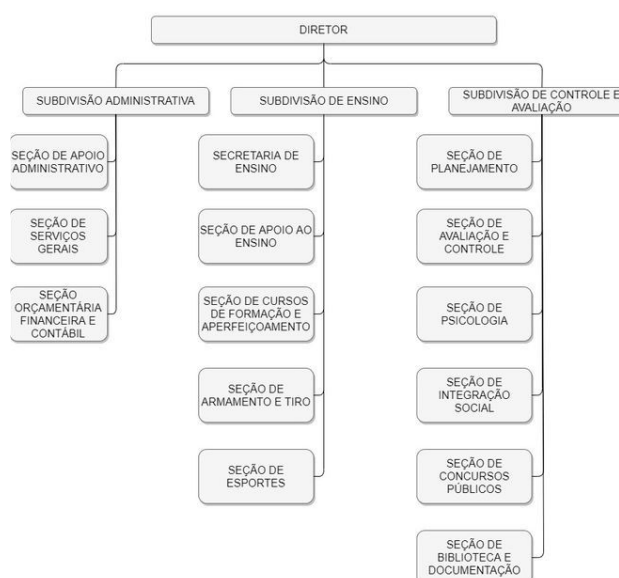 DIRETOR
SUBDIVISÃO ADMINISTRATIVA
SEÇÃO DE APOIO
ADMINISTRATIVO
SEÇÃO DE
SERVIÇOS
GERAIS
SEÇÃO
ORÇAMENTÁRIA
FINANCEIRA E
CONTÁBIL
SUBDIVISÃO DE ENSINO
SECRETARIA DE
ENSINO
SEÇÃO DE APOIO AO
ENSINO
SEÇÃO DE CURSOS
DE FORMAÇÃO E
APERFEIÇOAMENTO
SEÇÃO DE
ARMAMENTO E TIRO
SEÇÃO DE
ESPORTES
SUBDIVISÃO DE CONTROLE E
AVALIAÇÃO
SEÇÃO DE
PLANEJAMENTO
SEÇÃO DE
AVALIAÇÃO E
CONTROLE
SEÇÃO DE
PSICOLOGIA
SEÇÃO DE
INTEGRAÇÃO
SOCIAL
SEÇÃO DE
CONCURSOS
PÚBLICOS
SEÇÃO DE
BIBLIOTECA E
DOCUMENTAÇÃO